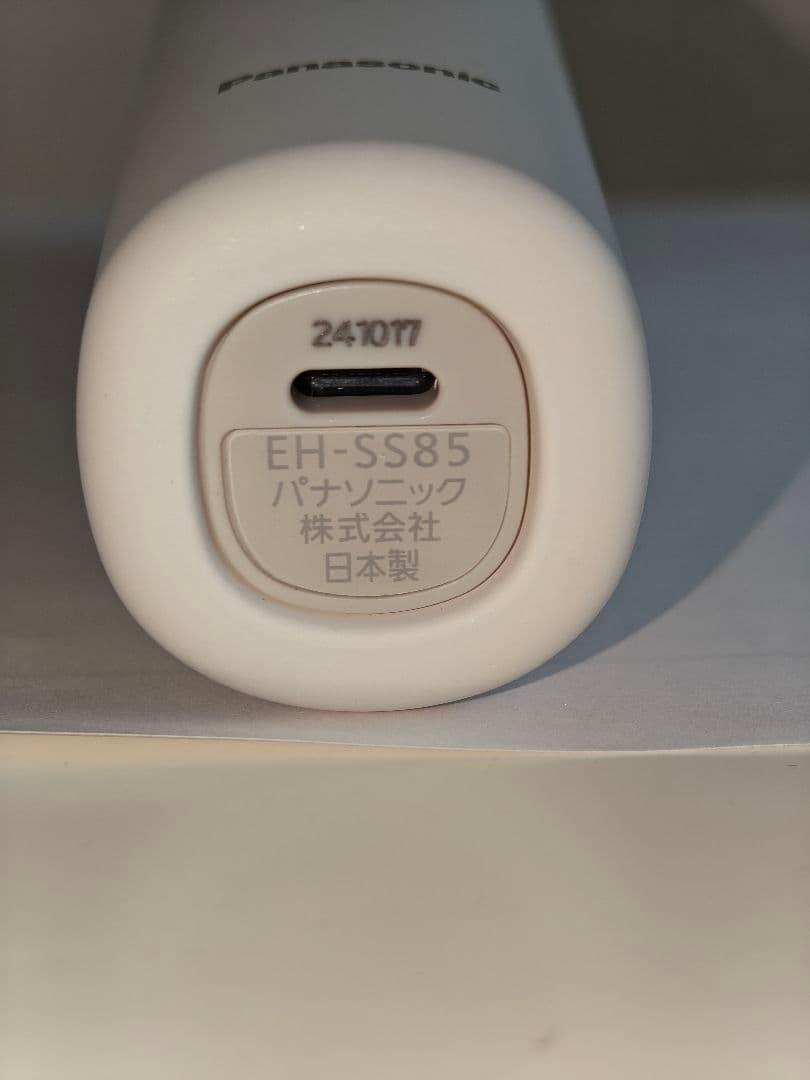 Panasonic
241017
EH-SS85
パナソニック
株式会社
日本製